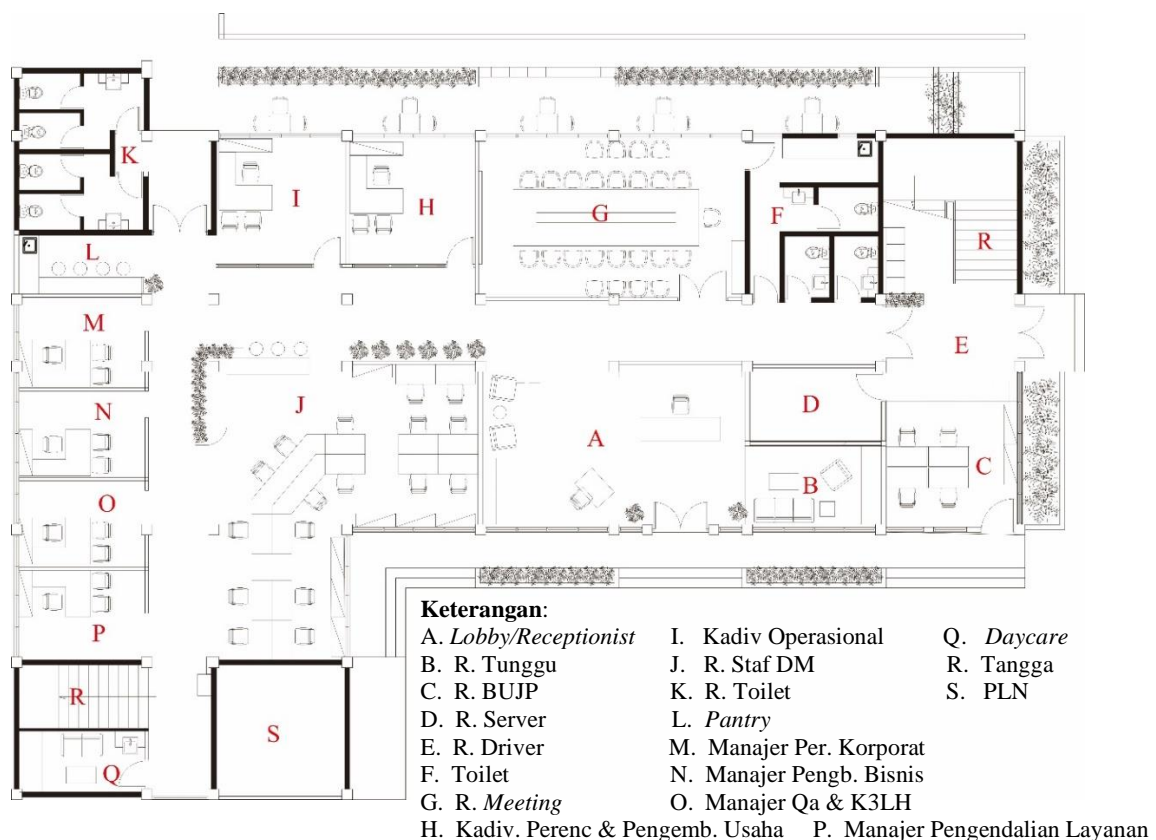 K
I
H
G
F
R
L
M
E
N
J
D
A
O
B
C
P
R
S
Q
Keterangan:
A. Lobby/Receptionist I. Kadiv Operasional Q. Daycare
B. R. Tunggu J. R. Staf DM R. Tangga
C. R. BUJP K. R. Toilet S. PLN
D. R. Server L. Pantry
E. R. Driver M. Manajer Per. Korporat
F. Toilet N. Manajer Pengb. Bisnis
G. R. Meeting O. Manajer Qa & K3LH
H. Kadiv. Perenc & Pengemb. Usaha P. Manajer Pengendalian Layanan